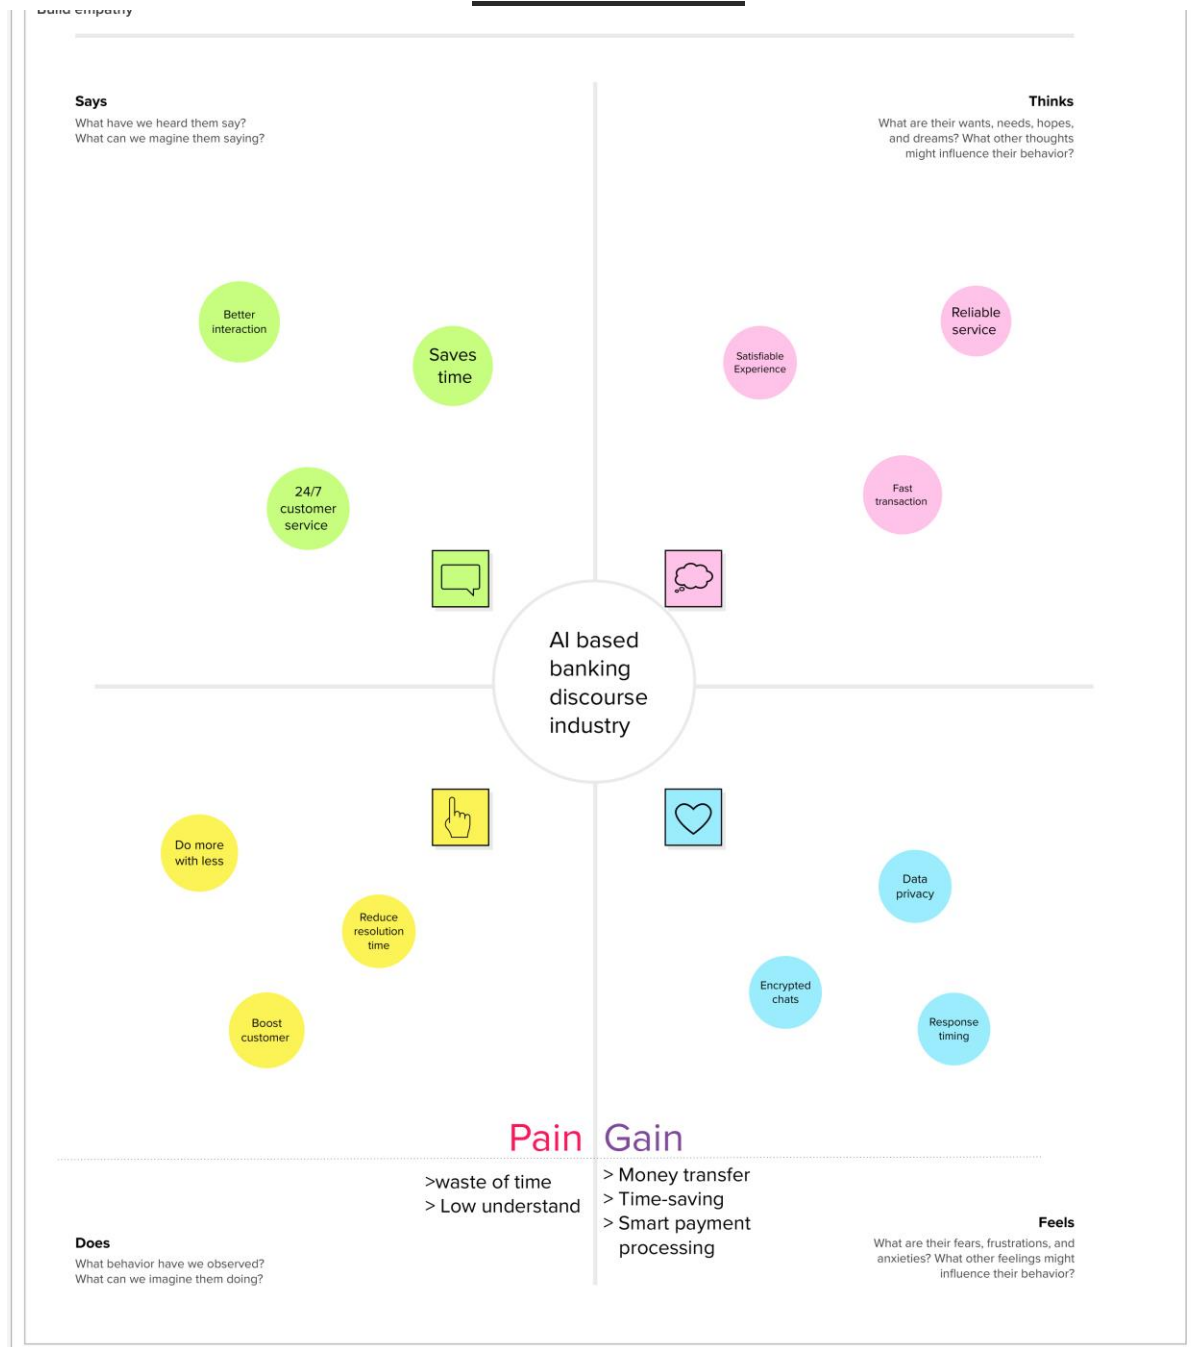 Build empathy
Says
What have we heard them say?
What can we magine them saying?
Thinks
What are their wants, needs, hopes,
and dreams? What other thoughts
might influence their behavior?
Better
interaction
Saves
time
24/7
customer
service
Satisfiable
Experience
Reliable
service
Fast
transaction
AI based
banking
discourse
industry
Do more
with less
Reduce
resolution
time
Boost
customer
Data
privacy
Encrypted
chats
Response
timing
Pain
>waste of time
> Low understand
Gain
> Money transfer
> Time-saving
> Smart payment
processing
Does
What behavior have we observed?
What can we imagine them doing?
Feels
What are their fears, frustrations, and
anxieties? What other feelings might
influence their behavior?